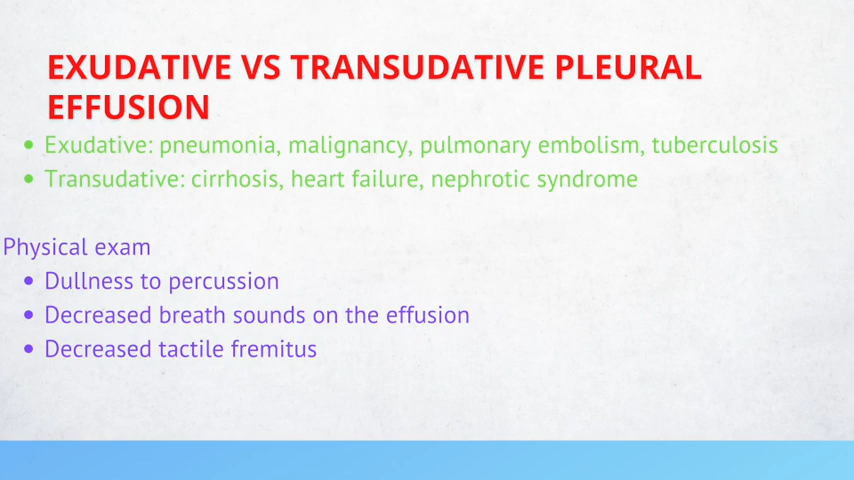 EXUDATIVE VS TRANSUDATIVE PLEURAL
EFFUSION
• Exudative: pneumonia, malignancy, pulmonary embolism, tuberculosis
• Transudative: cirrhosis, heart failure, nephrotic syndrome
Physical exam
• Dullness to percussion
• Decreased breath sounds on the effusion
• Decreased tactile fremitus